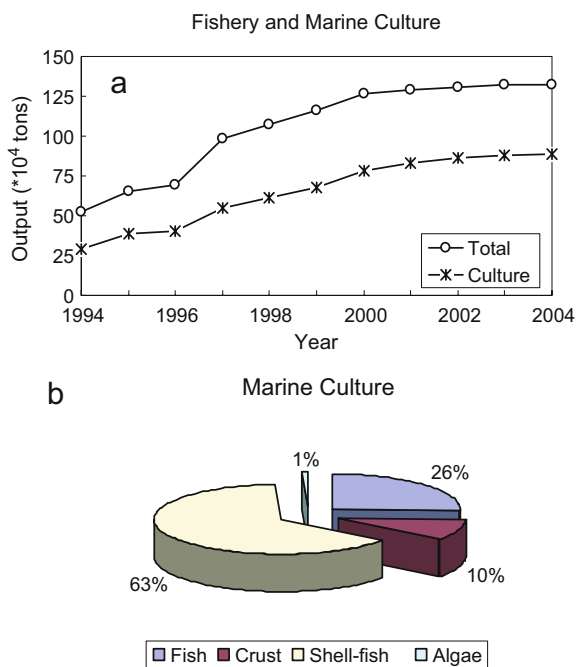 Fishery and Marine Culture
a
Output (*10⁴ tons)
150
125
100
75
50
25
0
Total
Culture
1994 1996 1998 2000 2002 2004
Year
b
Marine Culture
1%
26%
10%
63%
Fish Crust Shell-fish Algae